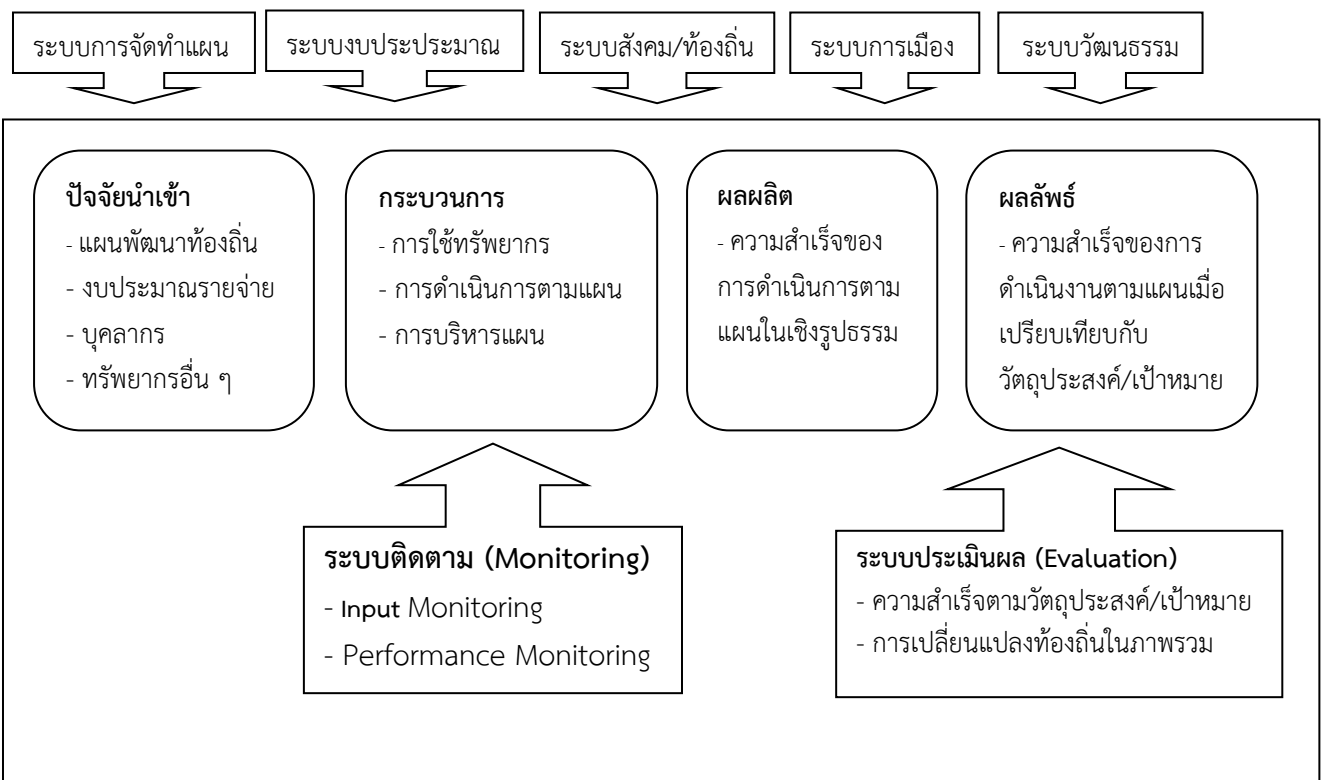 ระบบการจัดทำแผน
ระบบงบประประมาณ
ระบบสังคม/ท้องถิ่น
ระบบการเมือง
ระบบวัฒนธรรม
ปัจจัยนำเข้า
- แผนพัฒนาท้องถิ่น
- งบประมาณรายจ่าย
- บุคลากร
- ทรัพยากรอื่น ๆ
กระบวนการ
- การใช้ทรัพยากร
- การดำเนินการตามแผน
- การบริหารแผน
ผลผลิต
- ความสำเร็จของ
การดำเนินการตาม
แผนในเชิงรูปธรรม
ผลลัพธ์
- ความสำเร็จของการ
ดำเนินงานตามแผนเมื่อ
เปรียบเทียบกับ
วัตถุประสงค์/เป้าหมาย
ระบบติดตาม (Monitoring)
- Input Monitoring
- Performance Monitoring
ระบบประเมินผล (Evaluation)
- ความสำเร็จตามวัตถุประสงค์/เป้าหมาย
- การเปลี่ยนแปลงท้องถิ่นในภาพรวม